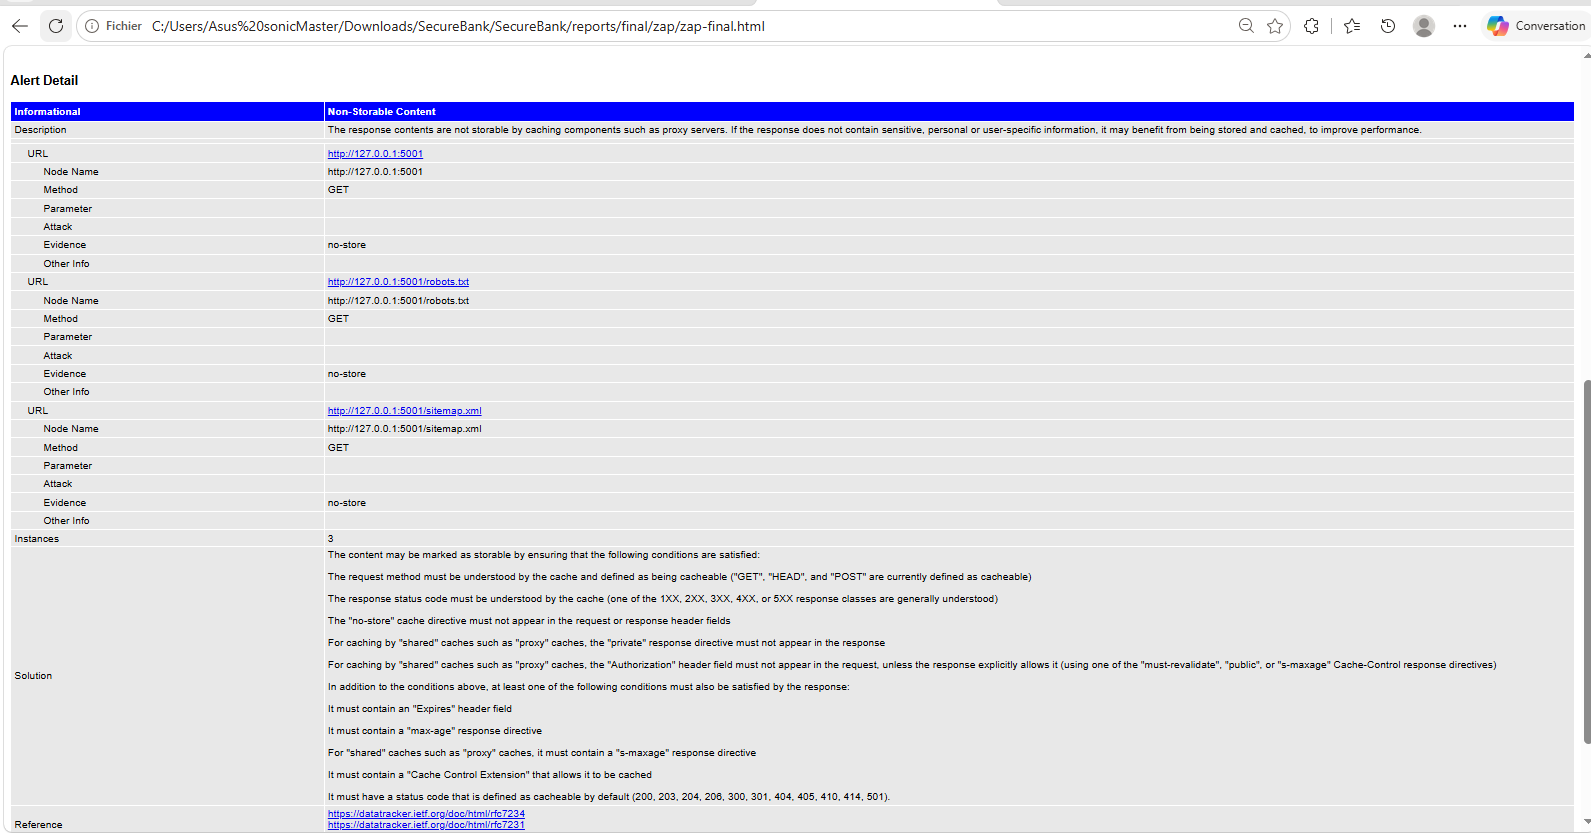 Fichier C:/Users/Asus%20sonicMaster/Downloads/SecureBank/SecureBank/reports/final/zap/zap-final.html Conversation
Alert Detail
Informational Non-Storable Content
Description The response contents are not storable by caching components such as proxy servers. If the response does not contain sensitive, personal or user-specific information, it may benefit from being stored and cached, to improve performance.
URL http://127.0.0.1:5001
Node Name http://127.0.0.1:5001
Method GET
Parameter
Attack
Evidence no-store
Other Info
URL http://127.0.0.1:5001/robots.txt
Node Name http://127.0.0.1:5001/robots.txt
Method GET
Parameter
Attack
Evidence no-store
Other Info
URL http://127.0.0.1:5001/sitemap.xml
Node Name http://127.0.0.1:5001/sitemap.xml
Method GET
Parameter
Attack
Evidence no-store
Other Info
Instances 3
The content may be marked as storable by ensuring that the following conditions are satisfied:
The request method must be understood by the cache and defined as being cacheable ("GET", "HEAD", and "POST" are currently defined as cacheable)
The response status code must be understood by the cache (one of the 1XX, 2XX, 3XX, 4XX, or 5XX response classes are generally understood)
The "no-store" cache directive must not appear in the request or response header fields
For caching by "shared" caches such as "proxy" caches, the "private" response directive must not appear in the response
For caching by "shared" caches such as "proxy" caches, the "Authorization" header field must not appear in the request, unless the response explicitly allows it (using one of the "must-revalidate", "public", or "s-maxage" Cache-Control response directives)
Solution
In addition to the conditions above, at least one of the following conditions must also be satisfied by the response:
It must contain an "Expires" header field
It must contain a "max-age" response directive
For "shared" caches such as "proxy" caches, it must contain a "s-maxage" response directive
It must contain a "Cache Control Extension" that allows it to be cached
It must have a status code that is defined as cacheable by default (200, 203, 204, 206, 300, 301, 404, 405, 410, 414, 501).
https://datatracker.ietf.org/doc/html/rfc7234
Reference https://datatracker.ietf.org/doc/html/rfc7231